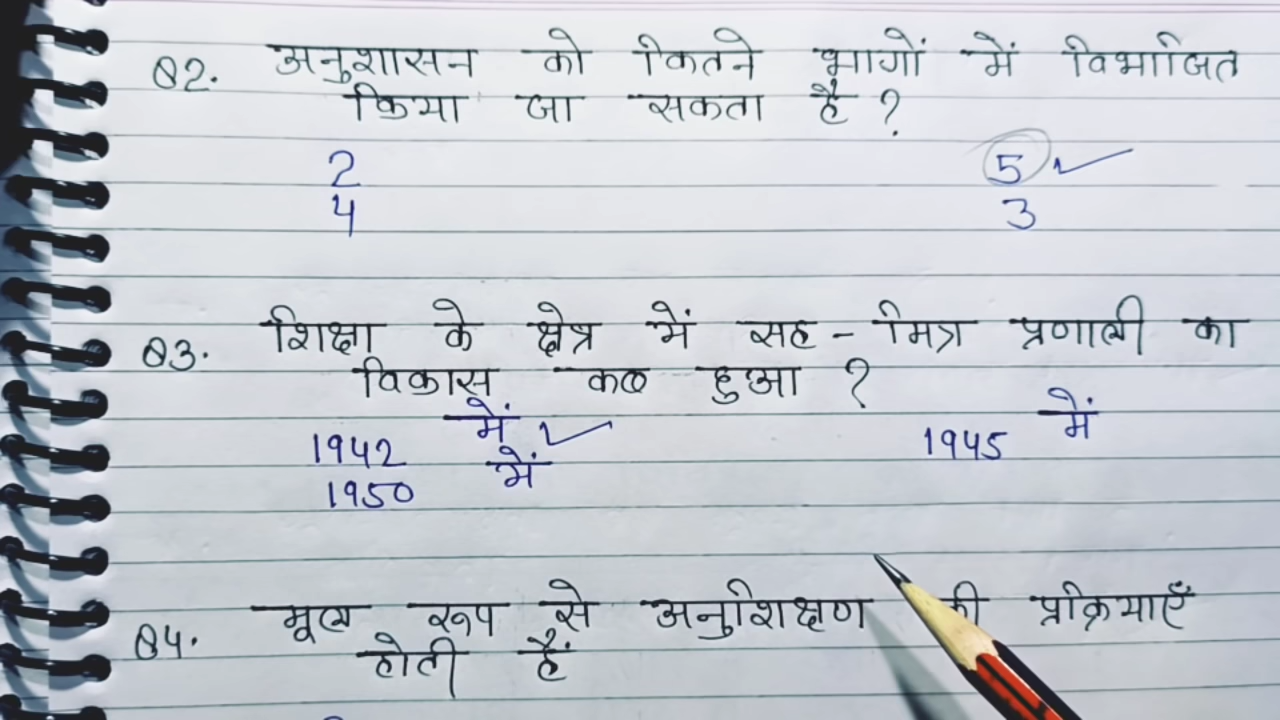 Q2. अनुशासन को कितने भागों में विभाजित
किया जा सकता है ?
2 5
4 3
Q3. शिक्षा के क्षेत्र में सह - मित्र प्रणाली का
विकास कब हुआ ?
1942 में 1945 में
1950 में
Q4. मूल रूप से अनुशिक्षण की प्रक्रियाएँ
होती हैं